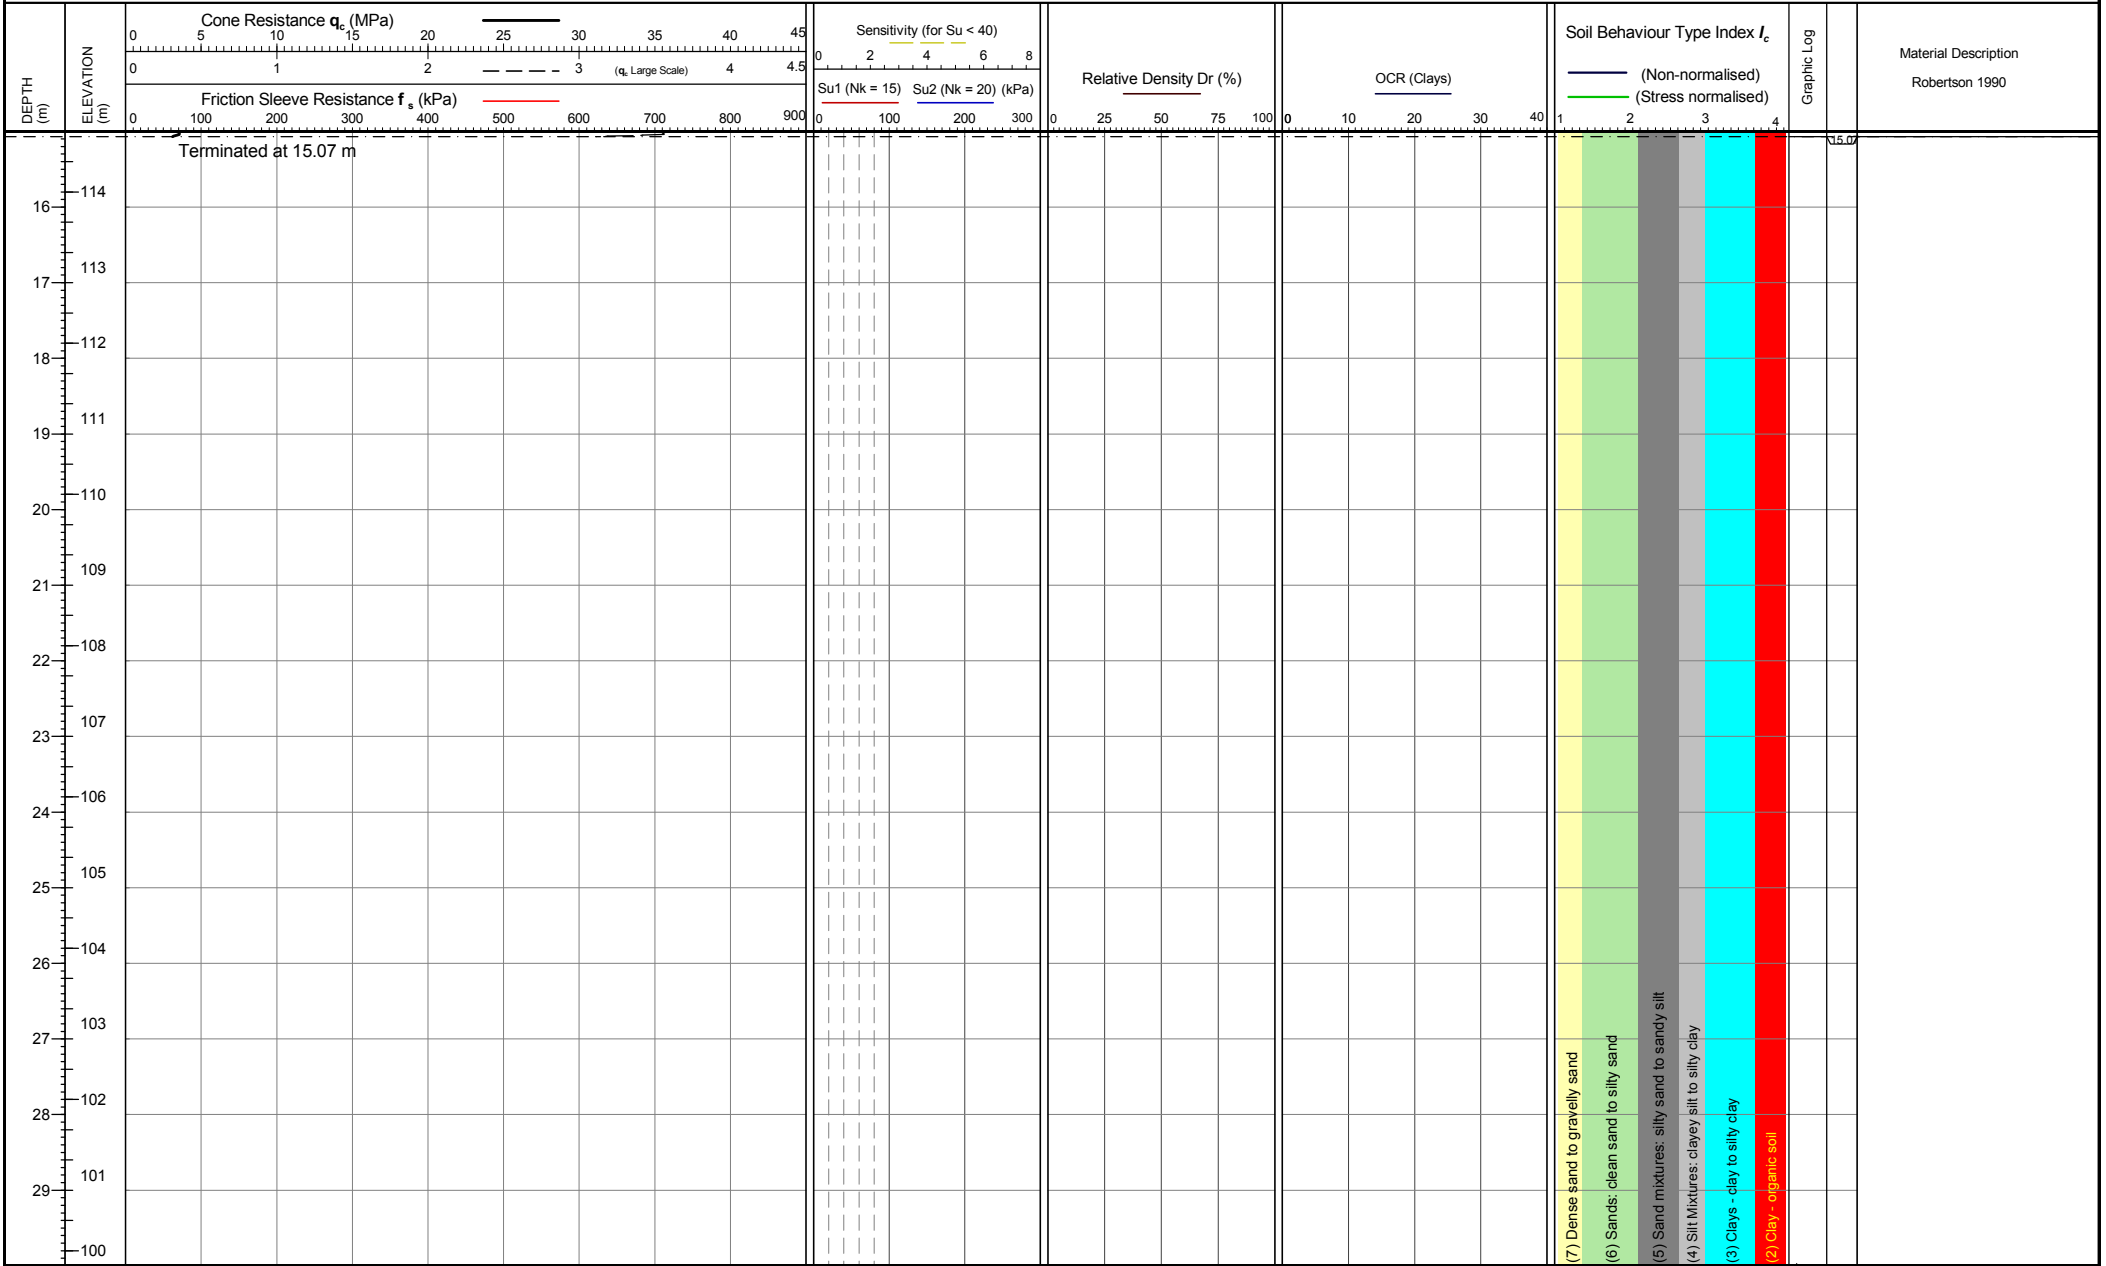 DEPTH (m)
ELEVATION (m)
Cone Resistance qc (MPa)
0 5 10 15 20 25 30 35 40 45
0 1 2 3 (qc Large Scale) 4 4.5
Friction Sleeve Resistance fs (kPa)
0 100 200 300 400 500 600 700 800 900
Sensitivity (for Su < 40)
0 2 4 6 8
Su1 (Nk = 15) Su2 (Nk = 20) (kPa)
0 100 200 300
Relative Density Dr (%)
0 25 50 75 100
OCR (Clays)
0 10 20 30 40
Soil Behaviour Type Index Ic
(Non-normalised)
(Stress normalised)
1 2 3 4
Graphic Log
Material Description
Robertson 1990
Terminated at 15.07 m
114
16
113
17
112
18
111
19
110
20
109
21
108
22
107
23
106
24
105
25
104
26
103
27
102
28
101
29
100
(7) Dense sand to gravelly sand
(6) Sands: clean sand to silty sand
(5) Sand mixtures: silty sand to sandy silt
(4) Silt Mixtures: clayey silt to silty clay
(3) Clays - clay to silty clay
(2) Clay - organic soil